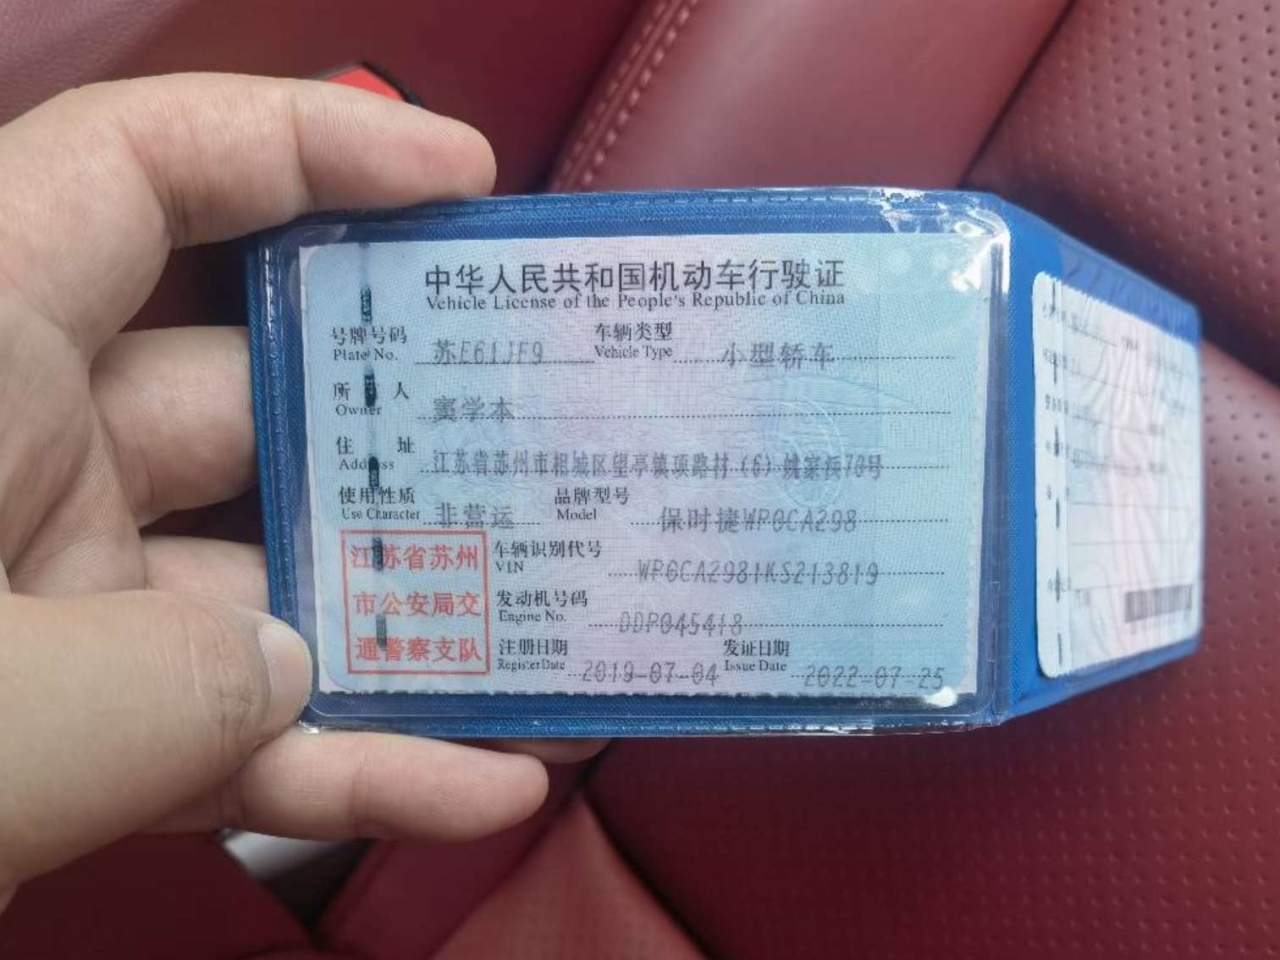 中华人民共和国机动车行驶证
Vehicle License of the People's Republic of China
号牌号码 苏E61JF9 车辆类型 小型轿车
Plate No. Vehicle Type
所 人 窦学本
Owner
住 址 江苏省苏州市相城区望亭镇项路村(6)姚家浜70号
Address
使用性质 非营运 品牌型号 保时捷WP0CA298
Use Character Model
江苏省苏州
市公安局交
通警察支队
车辆识别代号 WP0CA2981KS213819
VIN
发动机号码 DDP045418
Engine No.
注册日期 2019-07-04 发证日期 2022-07-25
Register Date Issue Date